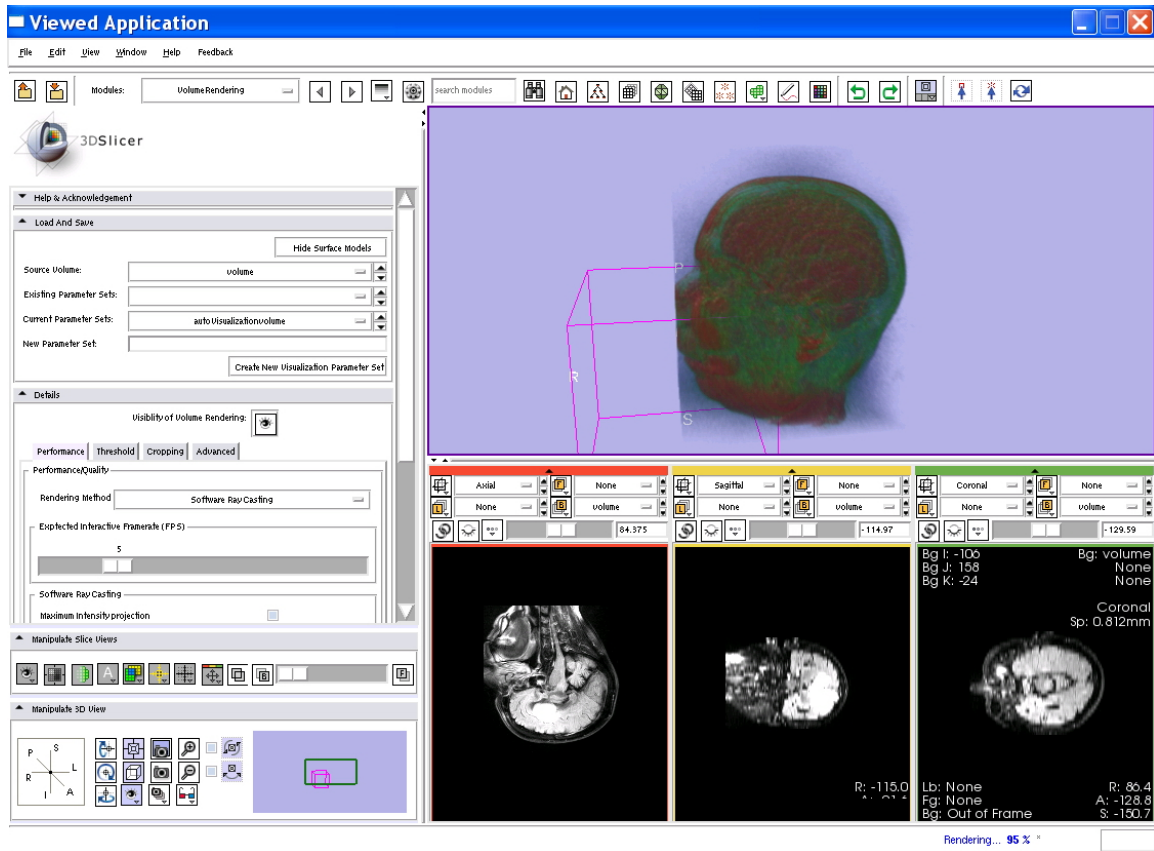 Viewed Application
File Edit View Window Help Feedback
Modules: VolumeRendering search modules
3DSlicer
Help & Acknowledgement
Load And Save
Hide Surface Models
Source Volume: volume
Existing Parameter Sets:
Current Parameter Sets: autoVisualizationvolume
New Parameter Set:
Create New Visualization Parameter Set
Details
Visiblity of Volume Rendering:
Performance Threshold Cropping Advanced
Performance/Quality
Rendering Method Software Ray Casting
Exptected Interactive Framerate (FPS)
5
Software Ray Casting
Maximum Intensity projection
Manipulate Slice Views
Manipulate 3D View
P S L R I A
P
R
S
Axial None
None volume
84.375
Sagittal None
None volume
-114.97
Coronal None
None volume
-129.59
R: -115.0
Bg I: -106 Bg: volume
Bg J: 158 None
Bg K: -24 None
Coronal
Sp: 0.812mm
Lb: None R: 86.4
Fg: None A: -128.8
Bg: Out of Frame S: -150.7
Rendering... 95 %